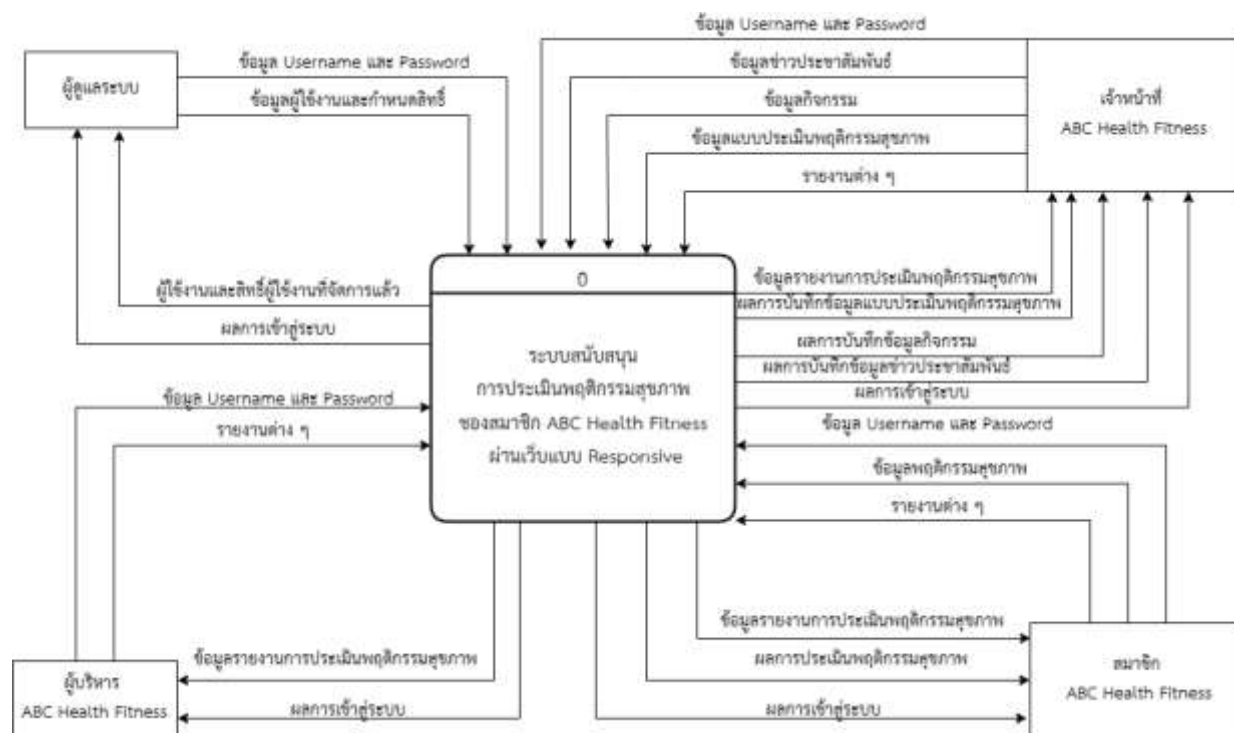 ข้อมูล Username และ Password
ข้อมูลข่าวประชาสัมพันธ์
ข้อมูลกิจกรรม
ข้อมูลแบบประเมินพฤติกรรมสุขภาพ
รายงานต่าง ๆ
เจ้าหน้าที่
ABC Health Fitness
ผู้ดูแลระบบ
ข้อมูล Username และ Password
ข้อมูลผู้ใช้งานและกำหนดสิทธิ์
ผู้ใช้งานและสิทธิ์ผู้ใช้งานที่จัดการแล้ว
ผลการเข้าสู่ระบบ
0
ระบบสนับสนุน
การประเมินพฤติกรรมสุขภาพ
ของสมาชิก ABC Health Fitness
ผ่านเว็บแบบ Responsive
ข้อมูลรายงานการประเมินพฤติกรรมสุขภาพ
ผลการบันทึกข้อมูลแบบประเมินพฤติกรรมสุขภาพ
ผลการบันทึกข้อมูลกิจกรรม
ผลการบันทึกข้อมูลข่าวประชาสัมพันธ์
ผลการเข้าสู่ระบบ
ข้อมูล Username และ Password
รายงานต่าง ๆ
ข้อมูล Username และ Password
ข้อมูลพฤติกรรมสุขภาพ
รายงานต่าง ๆ
ข้อมูลรายงานการประเมินพฤติกรรมสุขภาพ
ผลการเข้าสู่ระบบ
ผู้บริหาร
ABC Health Fitness
ข้อมูลรายงานการประเมินพฤติกรรมสุขภาพ
ผลการประเมินพฤติกรรมสุขภาพ
ผลการเข้าสู่ระบบ
สมาชิก
ABC Health Fitness